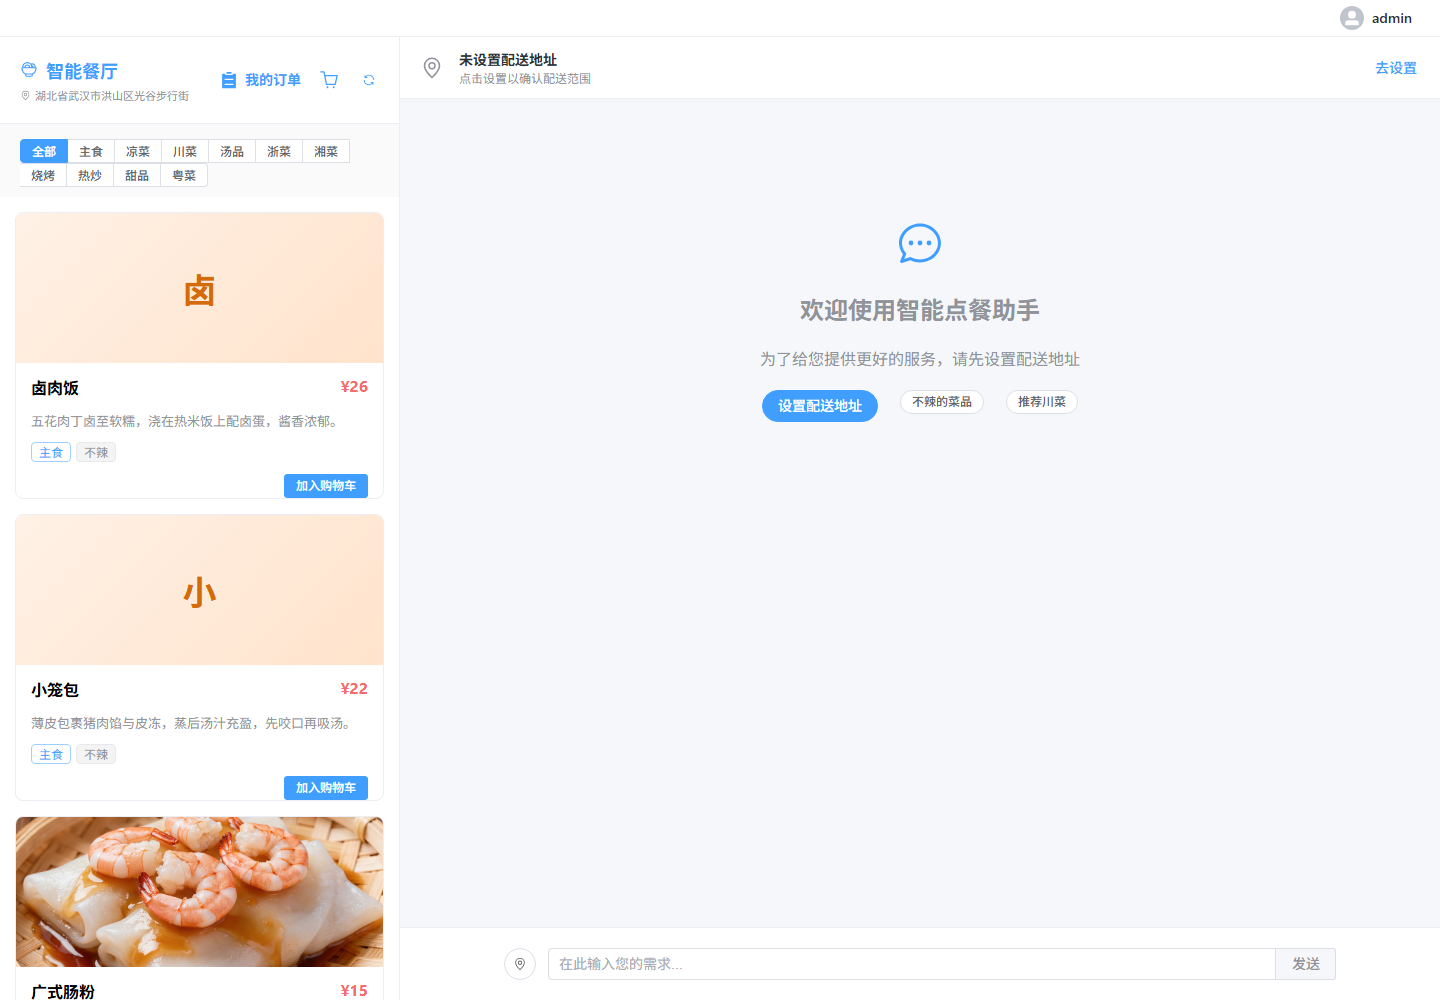 admin
智能餐厅
湖北省武汉市洪山区光谷步行街
我的订单
未设置配送地址
点击设置以确认配送范围
去设置
全部 主食 凉菜 川菜 汤品 浙菜 湘菜
烧烤 热炒 甜品 粤菜
卤
卤肉饭 ¥26
五花肉丁卤至软糯，浇在热米饭上配卤蛋，酱香浓郁。
主食 不辣
加入购物车
小
小笼包 ¥22
薄皮包裹猪肉馅与皮冻，蒸后汤汁充盈，先咬口再吸汤。
主食 不辣
加入购物车
广式肠粉 ¥15
欢迎使用智能点餐助手
为了给您提供更好的服务，请先设置配送地址
设置配送地址 不辣的菜品 推荐川菜
在此输入您的需求... 发送